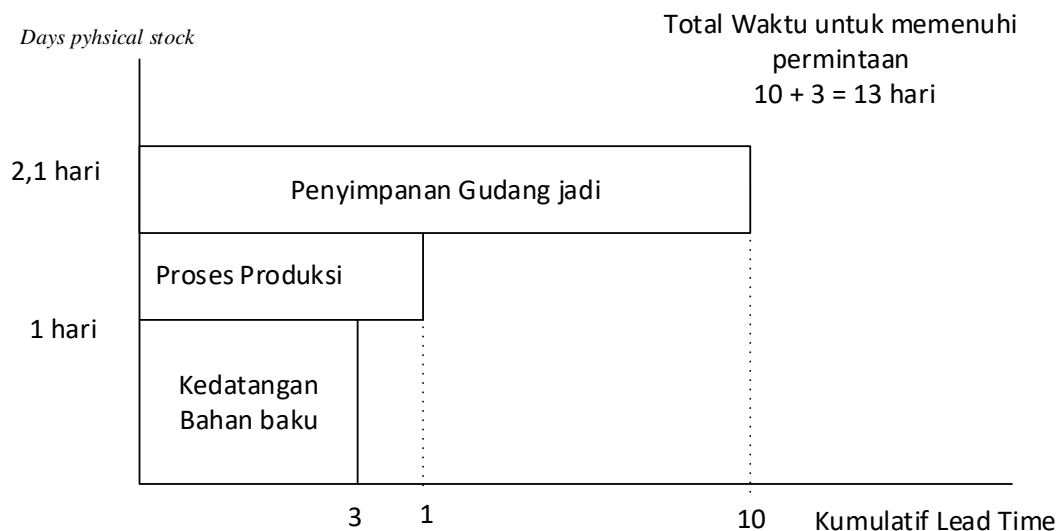 Days pyhsical stock
Total Waktu untuk memenuhi
permintaan
10 + 3 = 13 hari
2,1 hari
Penyimpanan Gudang jadi
Proses Produksi
1 hari
Kedatangan
Bahan baku
3
1
10
Kumulatif Lead Time